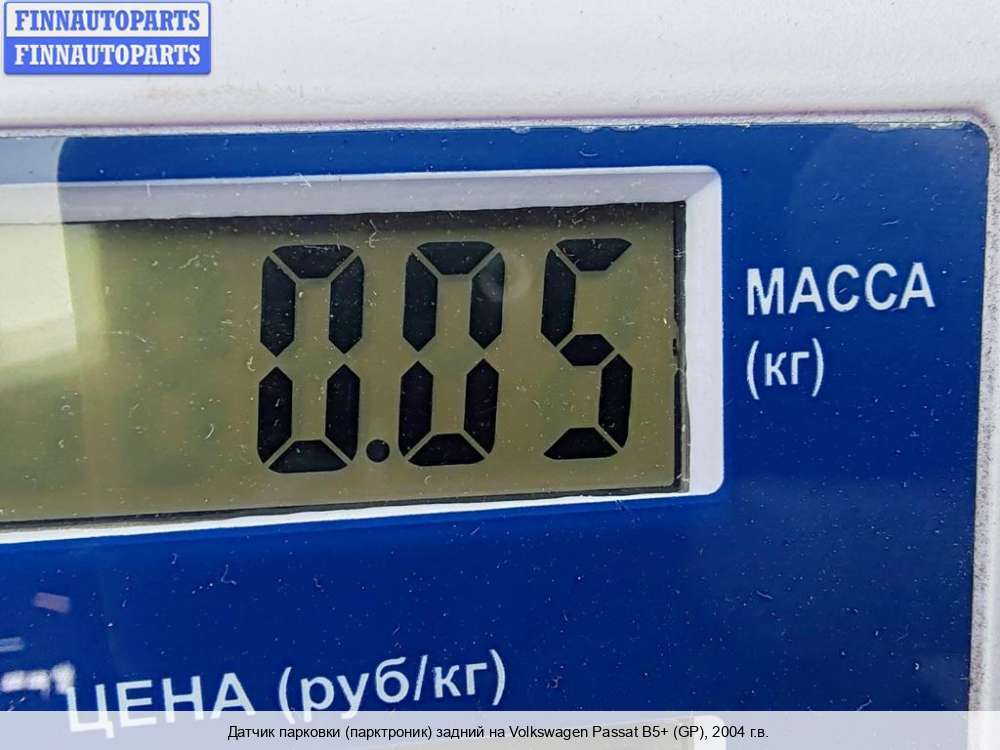 FINNAUTOPARTS
FINNAUTOPARTS
0.05
МАССА
(кг)
ЦЕНА (руб/кг)
Датчик парковки (парктроник) задний на Volkswagen Passat B5+ (GP), 2004 г.в.